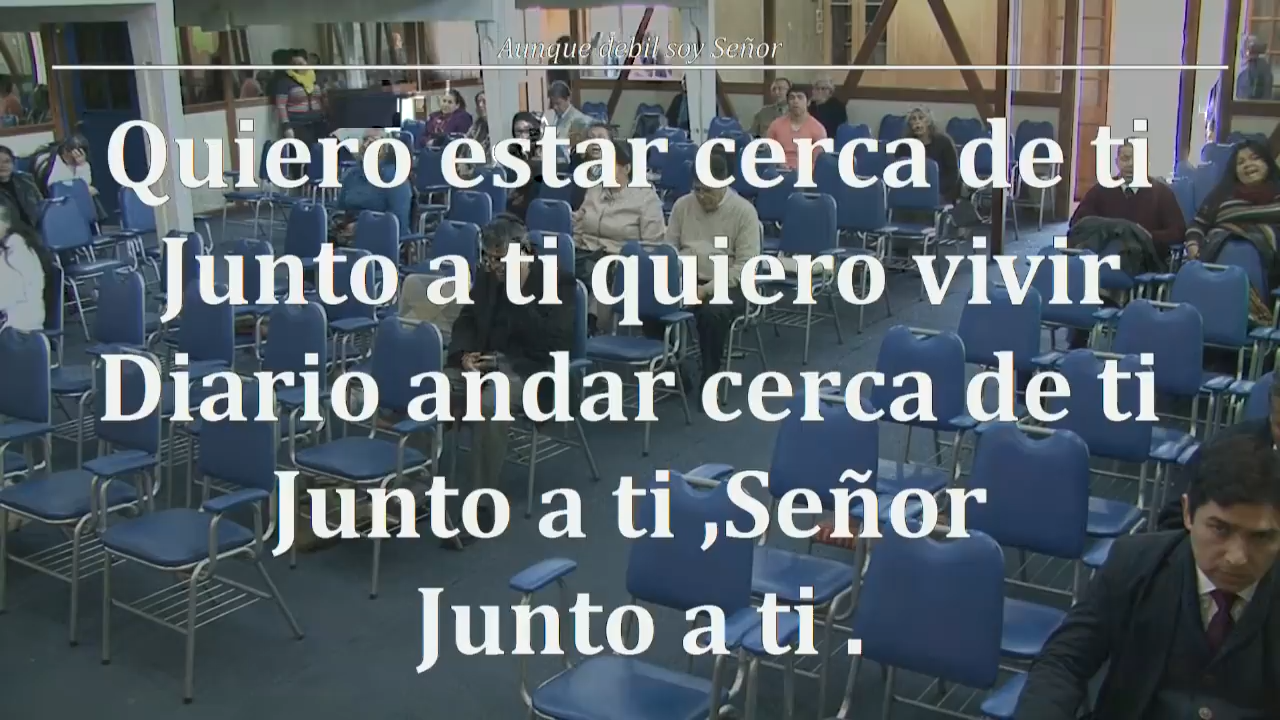 Aunque debil soy Señor
Quiero estar cerca de ti
Junto a ti quiero vivir
Diario andar cerca de ti
Junto a ti ,Señor
Junto a ti .